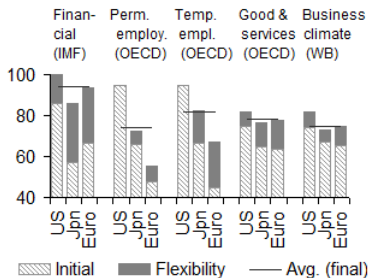 Finan- Perm. Temp. Good & Business
cial employ. empl. services climate
(IMF) (OECD) (OECD) (OECD) (WB)
100
80
60
40
US Jpn Euro US Jpn Euro US Jpn Euro US Jpn Euro US Jpn Euro
Initial Flexibility Avg. (final)